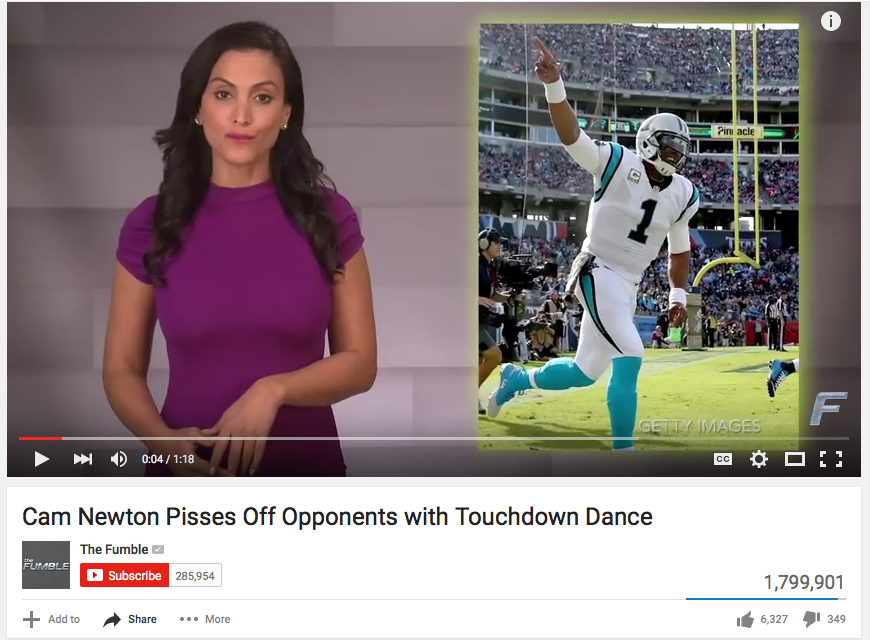 Pinnacle
1
GETTY IMAGES
F
0:04 / 1:18
CC
Cam Newton Pisses Off Opponents with Touchdown Dance
the
FUMBLE
The Fumble
Subscribe
285,954
1,799,901
Add to
Share
More
6,327
349